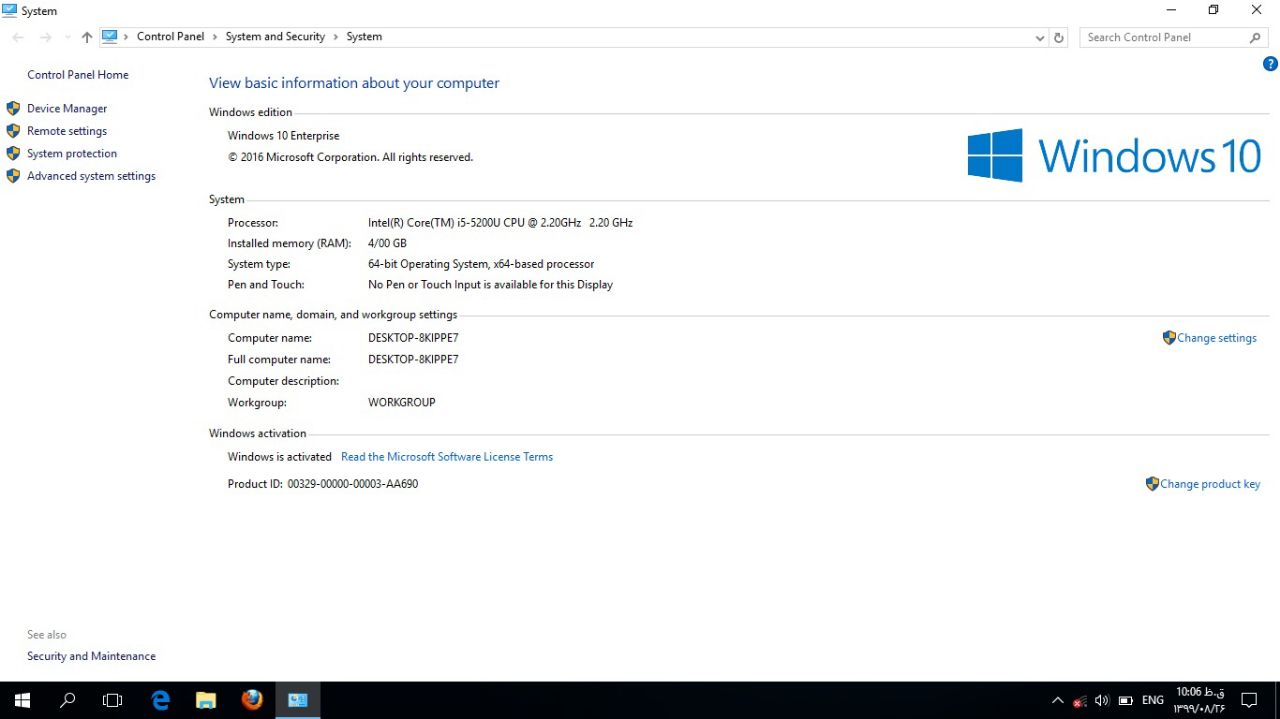 System
Control Panel > System and Security > System
Search Control Panel
Control Panel Home
Device Manager
Remote settings
System protection
Advanced system settings
View basic information about your computer
Windows edition
Windows 10 Enterprise
© 2016 Microsoft Corporation. All rights reserved.
Windows 10
System
Processor: Intel(R) Core(TM) i5-5200U CPU @ 2.20GHz 2.20 GHz
Installed memory (RAM): 4/00 GB
System type: 64-bit Operating System, x64-based processor
Pen and Touch: No Pen or Touch Input is available for this Display
Computer name, domain, and workgroup settings
Computer name: DESKTOP-8KIPPE7
Change settings
Full computer name: DESKTOP-8KIPPE7
Computer description:
Workgroup: WORKGROUP
Windows activation
Windows is activated Read the Microsoft Software License Terms
Product ID: 00329-00000-00003-AA690
Change product key
See also
Security and Maintenance
ENG
10:06 ق.ظ
۱۳۹۹/۰۸/۲۶